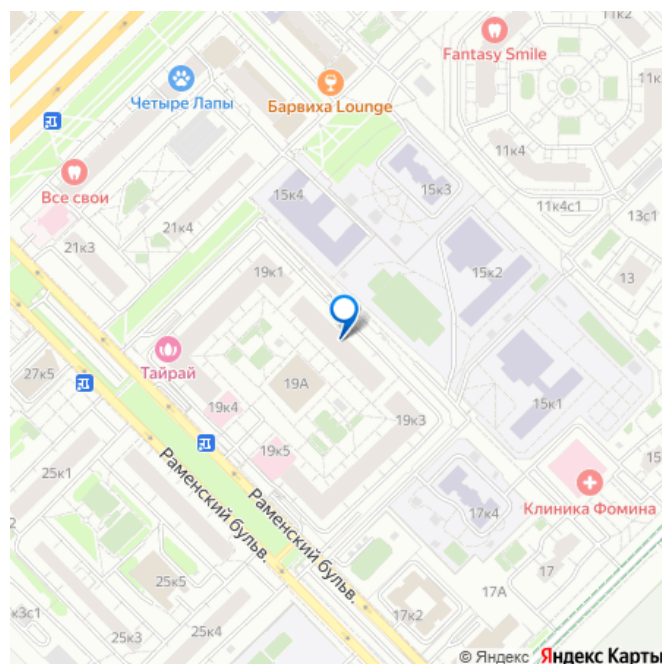 11к2
Fantasy Smile
11к
Четыре Лапы
Барвиха Lounge
11к4
Все свои
15к4
15к3
11к4с1
13с1
21к4
21к3
19к1
15к2
13
Тайрай
27к5
19А
15к1
19к4
19к3
19к5
15
25к1
Раменский бульв.
Раменский бульв.
17к4
Клиника Фомина
2
25к5
17А
17
к3с1
25к3
25к4
17к2
© Яндекс Яндекс Карты